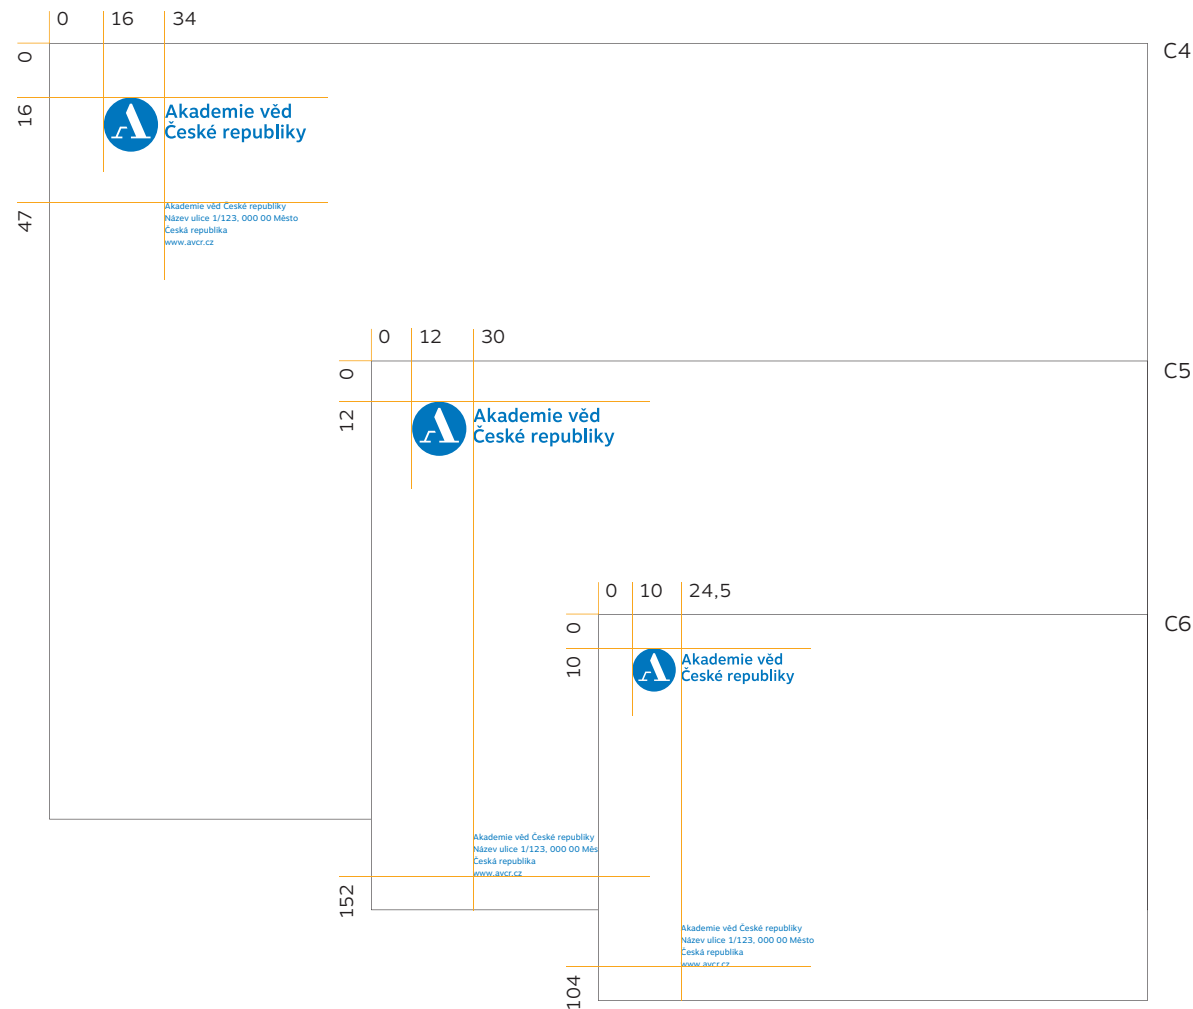 0 16 34
C4
0
16
Akademie věd
České republiky
47
Akademie věd České republiky
Název ulice 1/123, 000 00 Město
Česká republika
www.avcr.cz
0 12 30
C5
0
12
Akademie věd
České republiky
Akademie věd České republiky
Název ulice 1/123, 000 00 Měs
Česká republika
www.avcr.cz
152
0 10 24,5
C6
0
10
Akademie věd
České republiky
Akademie věd České republiky
Název ulice 1/123, 000 00 Město
Česká republika
www.avcr.cz
104